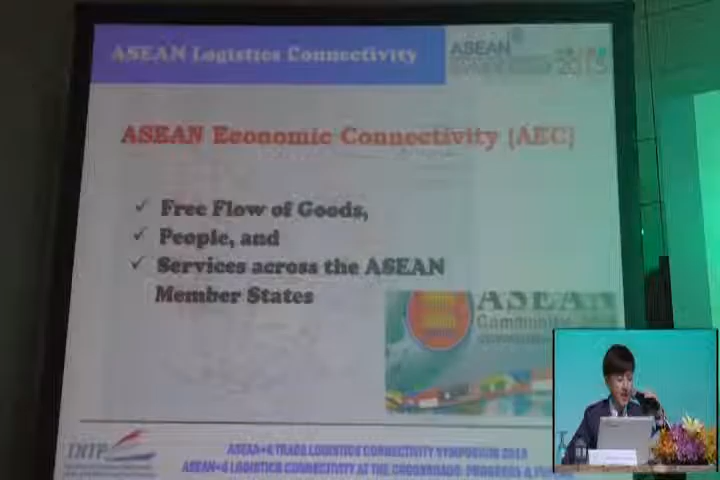 ASEAN Logistics Connectivity
ASEAN
2015
ASEAN Economic Connectivity (AEC)
✓ Free Flow of Goods,
✓ People, and
✓ Services across the ASEAN
Member States
ASEAN
Community
ASEAN+6 TRADE LOGISTICS CONNECTIVITY SYMPOSIUM 2015
ASEAN+6 LOGISTICS CONNECTIVITY AT THE CROSSROADS: PROGRESS &